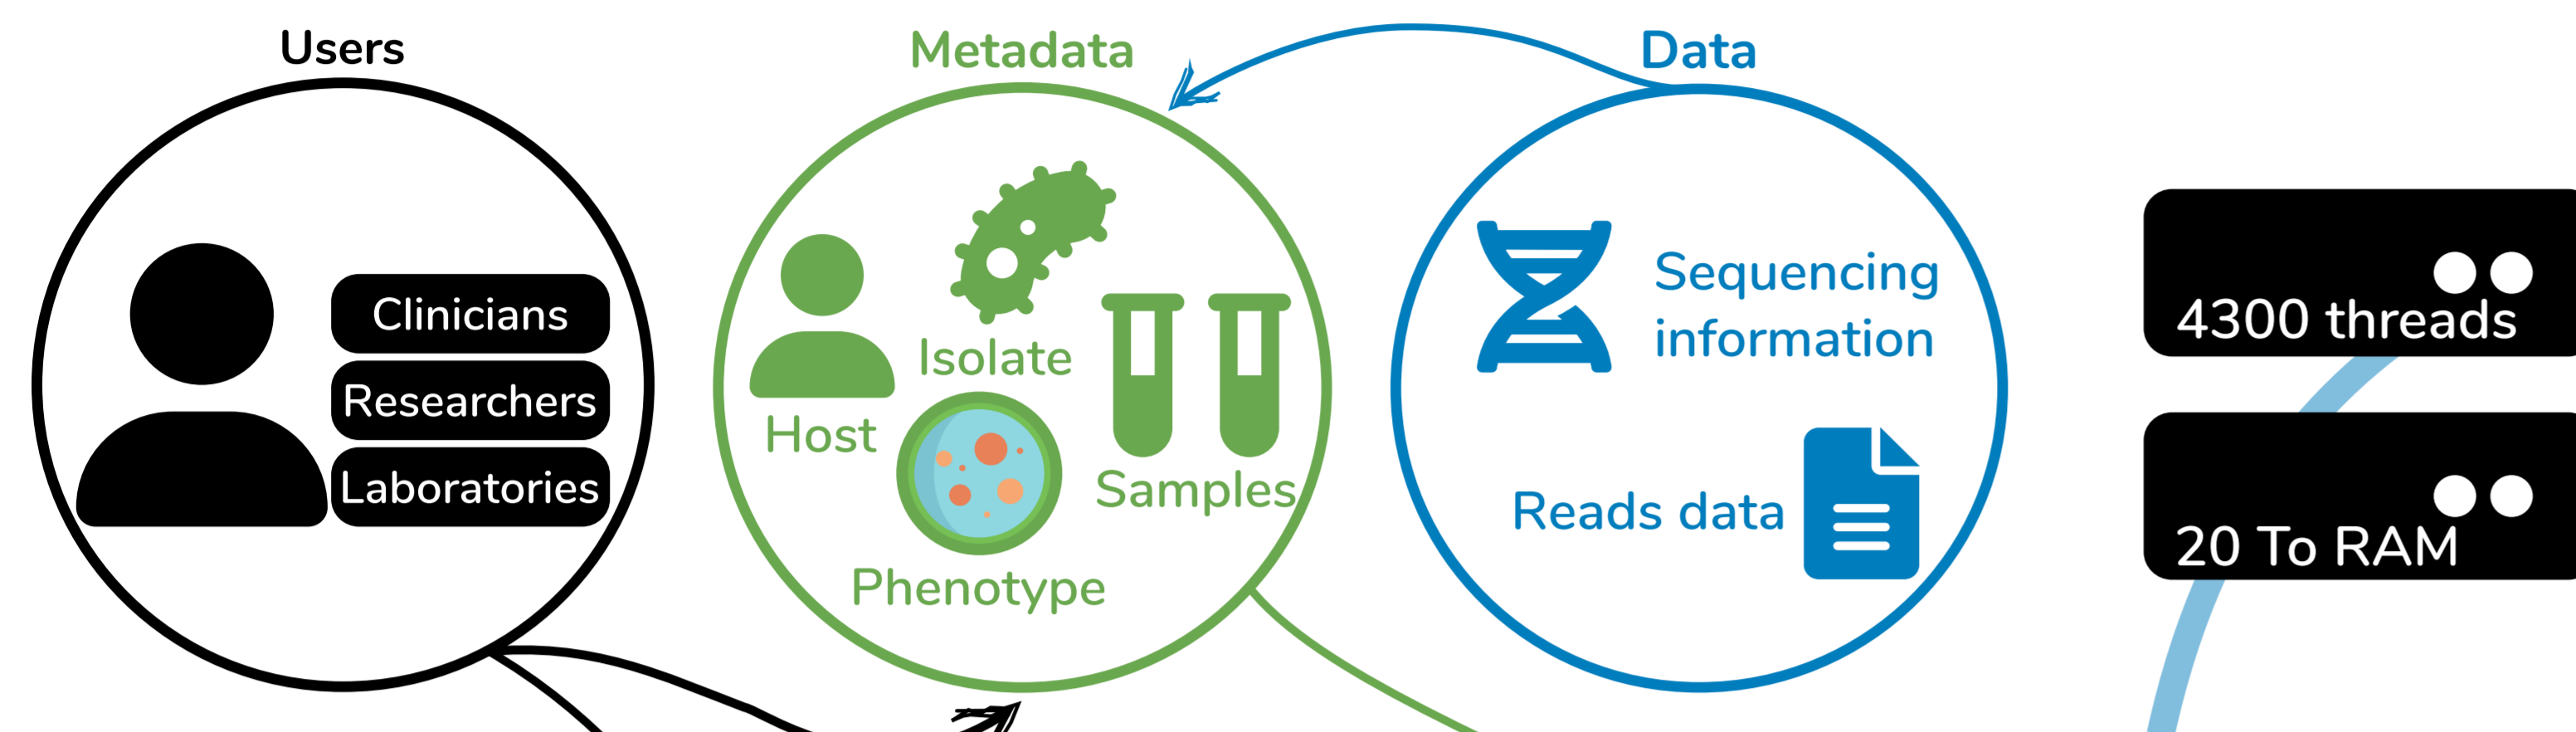 Users
Clinicians
Researchers
Laboratories
Metadata
Isolate
Host
Samples
Phenotype
Data
Sequencing
information
Reads data
4300 threads
20 To RAM